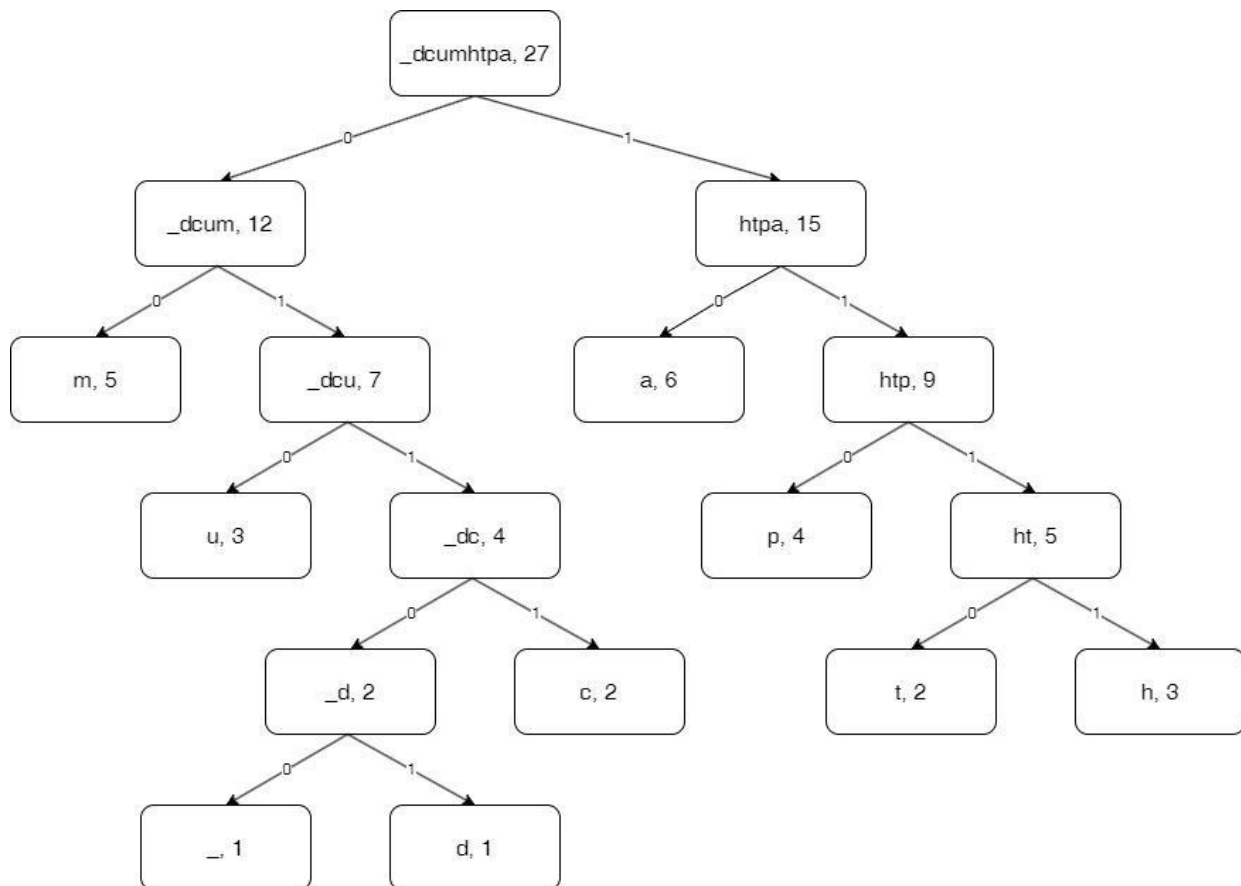 _dcumhtpa, 27
0 1
_dcum, 12 htpa, 15
0 1 0 1
m, 5 _dcu, 7 a, 6 htp, 9
0 1 0 1
u, 3 _dc, 4 p, 4 ht, 5
0 1 0 1
_d, 2 c, 2 t, 2 h, 3
0 1
_, 1 d, 1